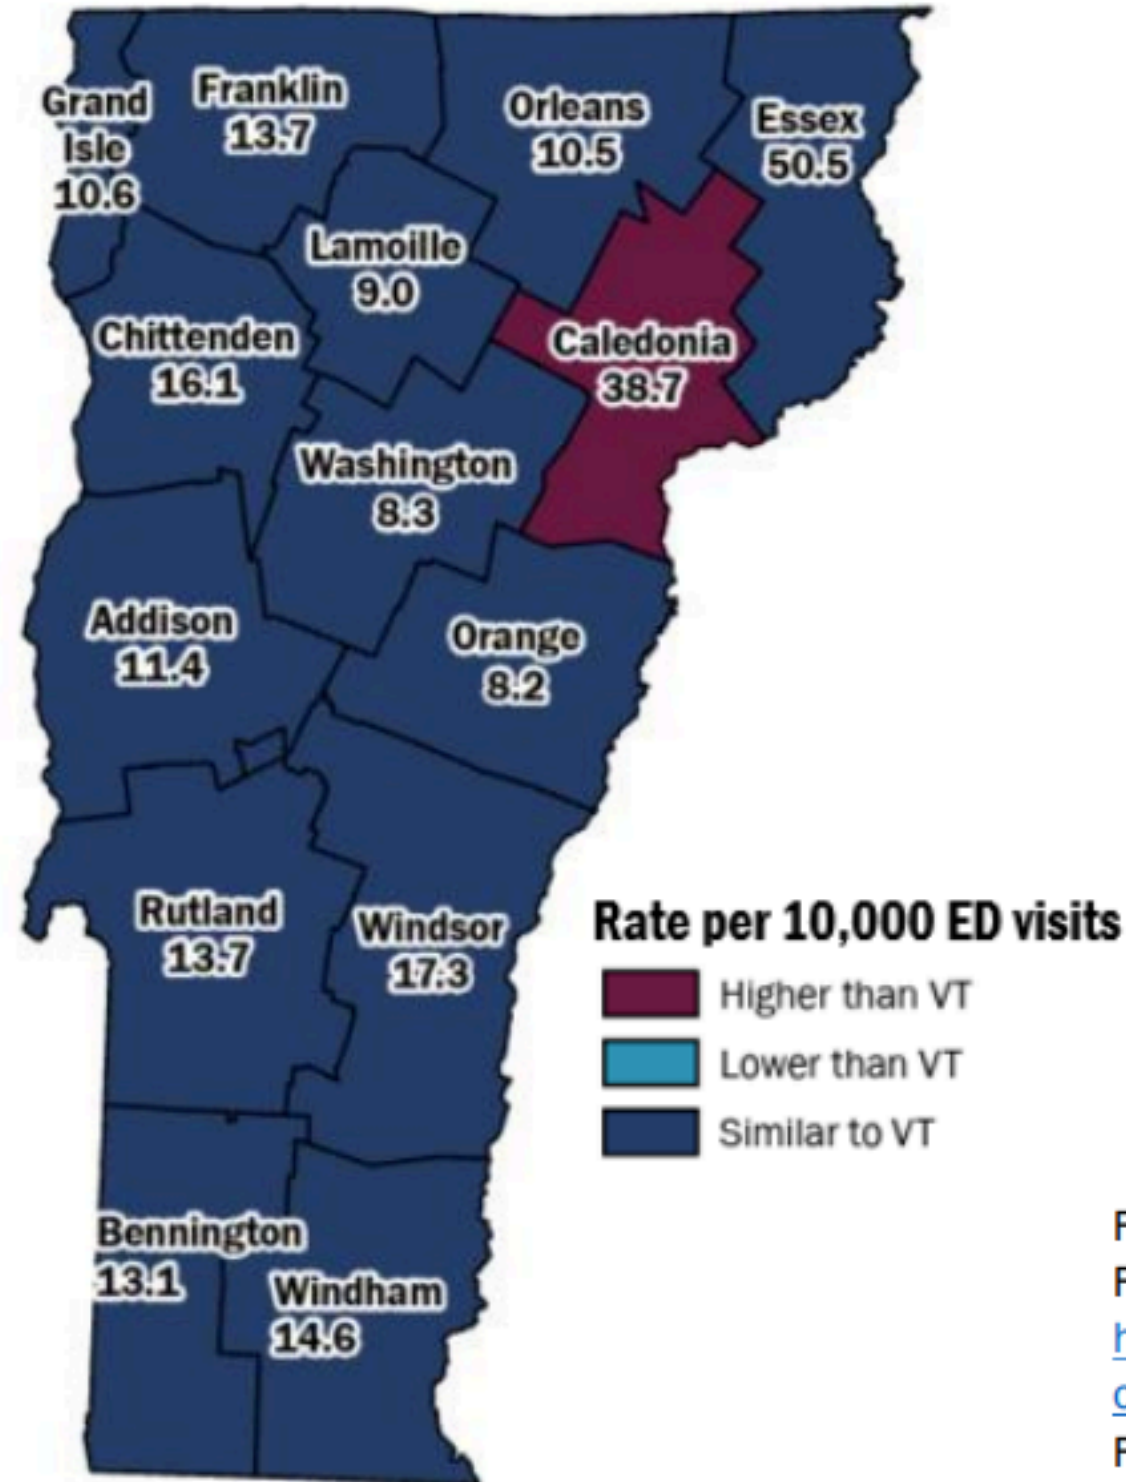 Grand
Isle
10.6
Franklin
13.7
Orleans
10.5
Essex
50.5
Lamoille
9.0
Chittenden
16.1
Caledonia
38.7
Washington
8.3
Addison
11.4
Orange
8.2
Rutland
13.7
Windsor
17.3
Rate per 10,000 ED visits
Higher than VT
Lower than VT
Similar to VT
Bennington
13.1
Windham
14.6